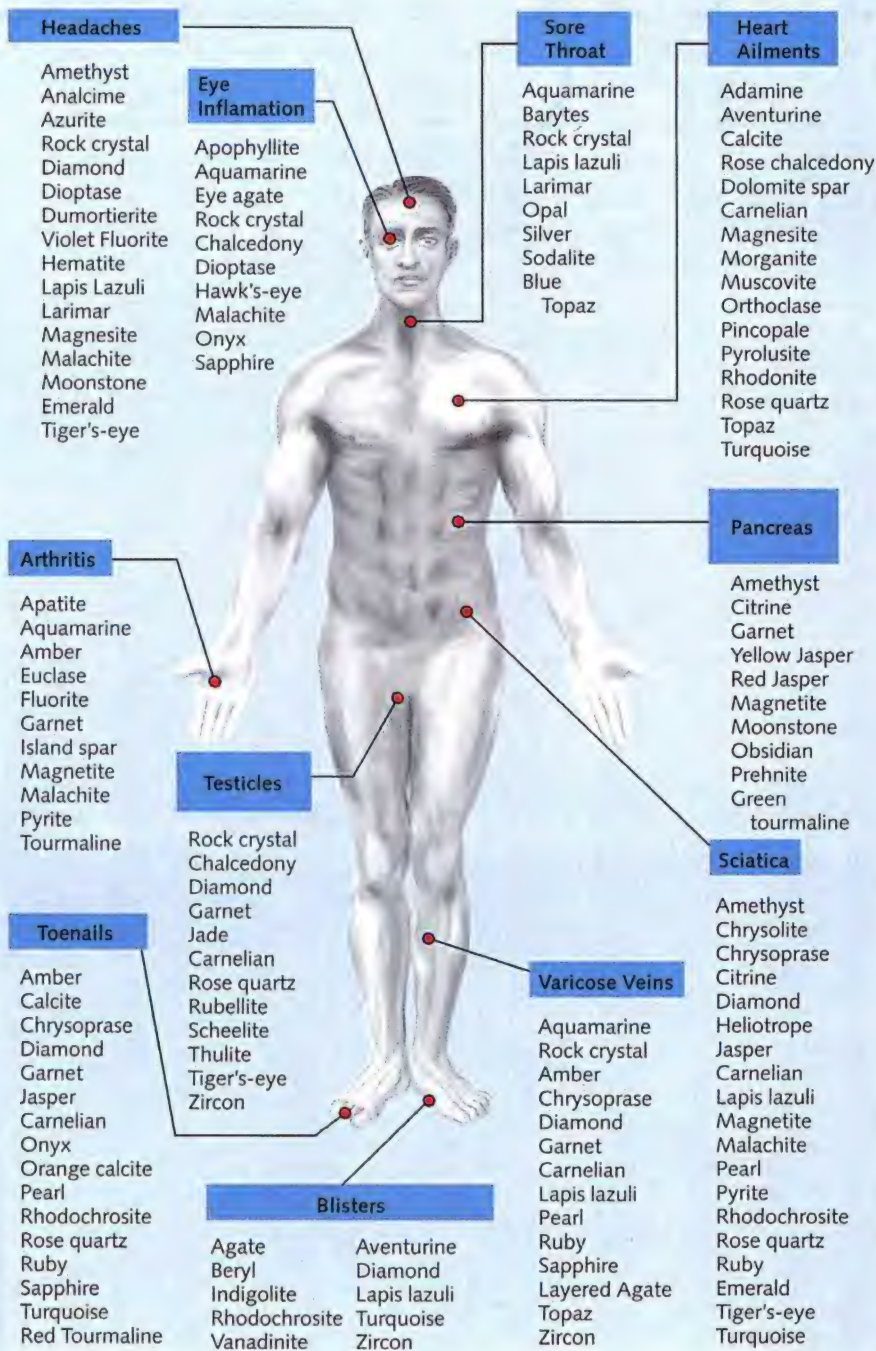 Headaches
Amethyst
Analcime
Azurite
Rock crystal
Diamond
Dioptase
Dumortierite
Violet Fluorite
Hematite
Lapis Lazuli
Larimar
Magnesite
Malachite
Moonstone
Emerald
Tiger's-eye
Eye
Inflamation
Apophyllite
Aquamarine
Eye agate
Rock crystal
Chalcedony
Dioptase
Hawk's-eye
Malachite
Onyx
Sapphire
Sore
Throat
Aquamarine
Barytes
Rock crystal
Lapis lazuli
Larimar
Opal
Silver
Sodalite
Blue
Topaz
Heart
Ailments
Adamine
Aventurine
Calcite
Rose chalcedony
Dolomite spar
Carnelian
Magnesite
Morganite
Muscovite
Orthoclase
Pincopale
Pyrolusite
Rhodonite
Rose quartz
Topaz
Turquoise
Pancreas
Amethyst
Citrine
Garnet
Yellow Jasper
Red Jasper
Magnetite
Moonstone
Obsidian
Prehnite
Green
tourmaline
Arthritis
Apatite
Aquamarine
Amber
Euclase
Fluorite
Garnet
Island spar
Magnetite
Malachite
Pyrite
Tourmaline
Testicles
Rock crystal
Chalcedony
Diamond
Garnet
Jade
Carnelian
Rose quartz
Rubellite
Scheelite
Thulite
Tiger's-eye
Zircon
Sciatica
Amethyst
Chrysolite
Chrysoprase
Citrine
Diamond
Heliotrope
Jasper
Carnelian
Lapis lazuli
Magnetite
Malachite
Pearl
Pyrite
Rhodochrosite
Rose quartz
Ruby
Emerald
Tiger's-eye
Turquoise
Toenails
Amber
Calcite
Chrysoprase
Diamond
Garnet
Jasper
Carnelian
Onyx
Orange calcite
Pearl
Rhodochrosite
Rose quartz
Ruby
Sapphire
Turquoise
Red Tourmaline
Varicose Veins
Aquamarine
Rock crystal
Amber
Chrysoprase
Diamond
Garnet
Carnelian
Lapis lazuli
Pearl
Ruby
Sapphire
Layered Agate
Topaz
Zircon
Blisters
Agate
Beryl
Indigolite
Rhodochrosite
Vanadinite
Aventurine
Diamond
Lapis lazuli
Turquoise
Zircon